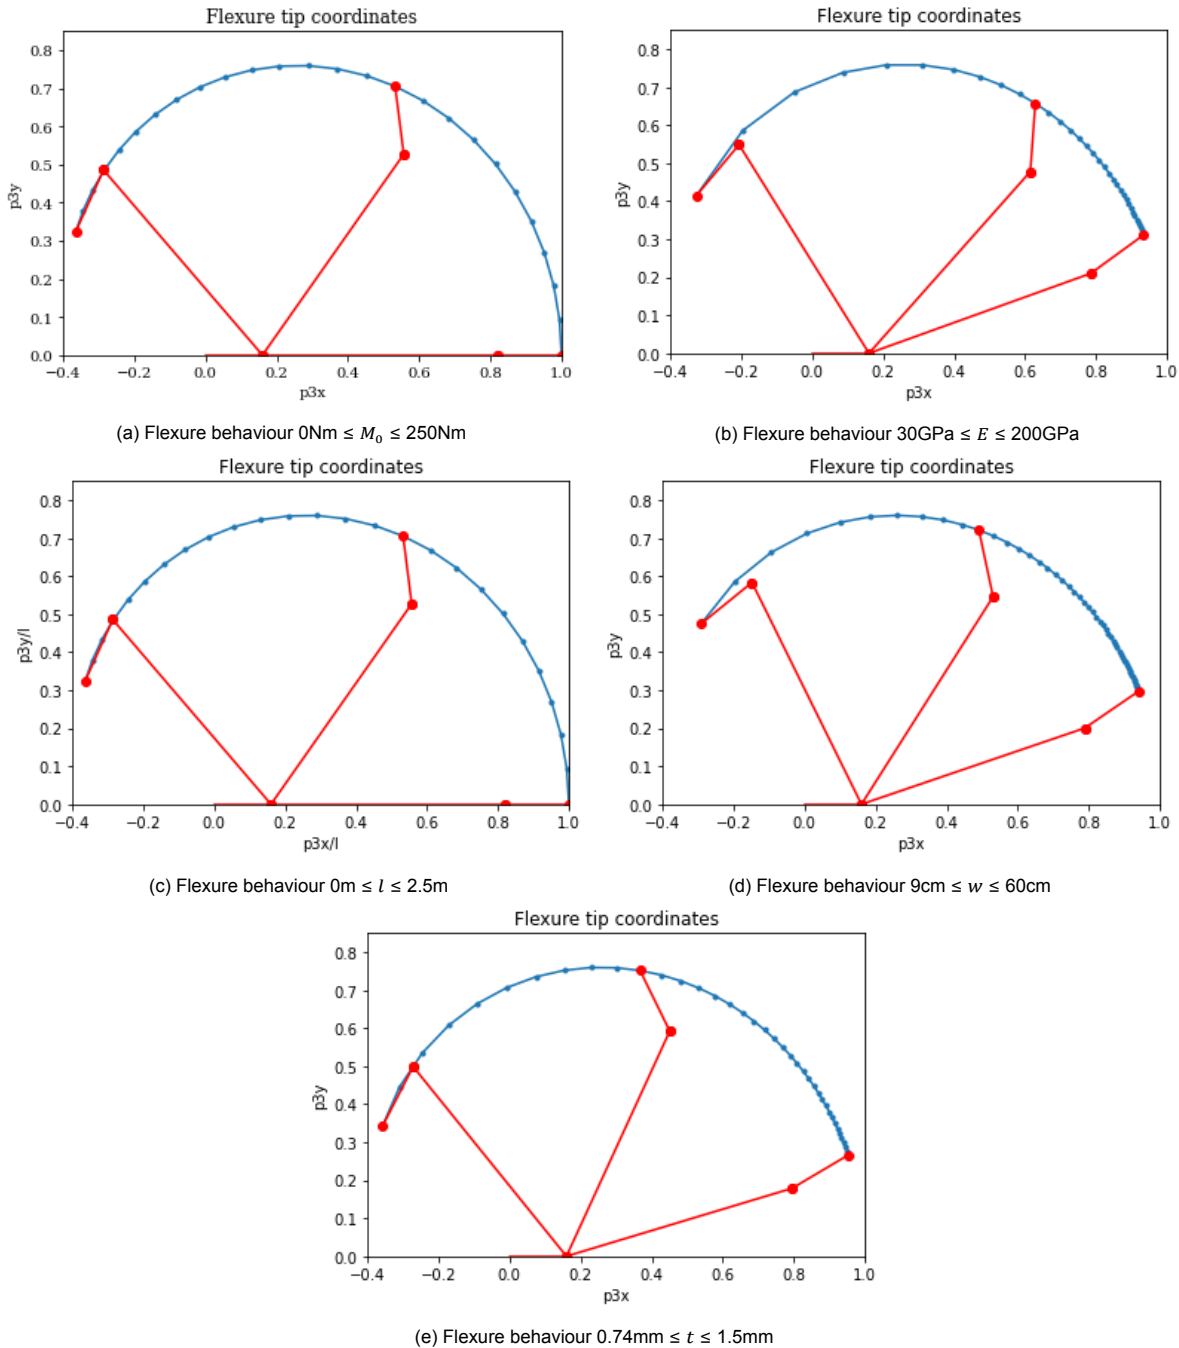 Flexure tip coordinates
0.8
0.7
0.6
0.5
0.4
0.3
0.2
0.1
0.0
p3y
−0.4 −0.2 0.0 0.2 0.4 0.6 0.8 1.0
p3x
(a) Flexure behaviour 0Nm ≤ M₀ ≤ 250Nm
Flexure tip coordinates
0.8
0.7
0.6
0.5
0.4
0.3
0.2
0.1
0.0
p3y
−0.4 −0.2 0.0 0.2 0.4 0.6 0.8 1.0
p3x
(b) Flexure behaviour 30GPa ≤ E ≤ 200GPa
Flexure tip coordinates
0.8
0.7
0.6
0.5
0.4
0.3
0.2
0.1
0.0
p3y/l
−0.4 −0.2 0.0 0.2 0.4 0.6 0.8 1.0
p3x/l
(c) Flexure behaviour 0m ≤ l ≤ 2.5m
Flexure tip coordinates
0.8
0.7
0.6
0.5
0.4
0.3
0.2
0.1
0.0
p3y
−0.4 −0.2 0.0 0.2 0.4 0.6 0.8 1.0
p3x
(d) Flexure behaviour 9cm ≤ w ≤ 60cm
Flexure tip coordinates
0.8
0.7
0.6
0.5
0.4
0.3
0.2
0.1
0.0
p3y
−0.4 −0.2 0.0 0.2 0.4 0.6 0.8 1.0
p3x
(e) Flexure behaviour 0.74mm ≤ t ≤ 1.5mm